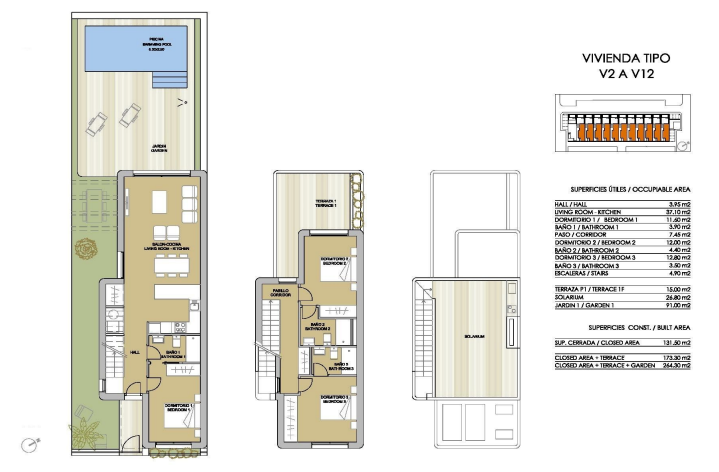 PISCINA
SWIMMING POOL
JARDIN
GARDEN
SALON-COCINA
LIVING ROOM - KITCHEN
HALL
BAÑO 1
BATHROOM 1
DORMITORIO 1
BEDROOM 1
TERRAZA 1
TERRACE 1
DORMITORIO 2
BEDROOM 2
PASILLO
CORRIDOR
BAÑO 2
BATHROOM 2
BAÑO 3
BATHROOM 3
DORMITORIO 3
BEDROOM 3
SOLARIUM
VIVIENDA TIPO
V2 A V12
SUPERFICIES ÚTILES / OCCUPIABLE AREA
HALL / HALL 3.95 m2
LIVING ROOM - KITCHEN 37.10 m2
DORMITORIO 1 / BEDROOM 1 11.60 m2
BAÑO 1 / BATHROOM 1 3.90 m2
PASO / CORRIDOR 7.45 m2
DORMITORIO 2 / BEDROOM 2 12.00 m2
BAÑO 2 / BATHROOM 2 4.40 m2
DORMITORIO 3 / BEDROOM 3 12.80 m2
BAÑO 3 / BATHROOM 3 3.50 m2
ESCALERAS / STAIRS 4.90 m2
TERRAZA P1 / TERRACE 1F 15.00 m2
SOLARIUM 26.80 m2
JARDIN 1 / GARDEN 1 91.00 m2
SUPERFICIES CONST. / BUILT AREA
SUP. CERRADA / CLOSED AREA 131.50 m2
CLOSED AREA + TERRACE 173.30 m2
CLOSED AREA + TERRACE + GARDEN 264.30 m2